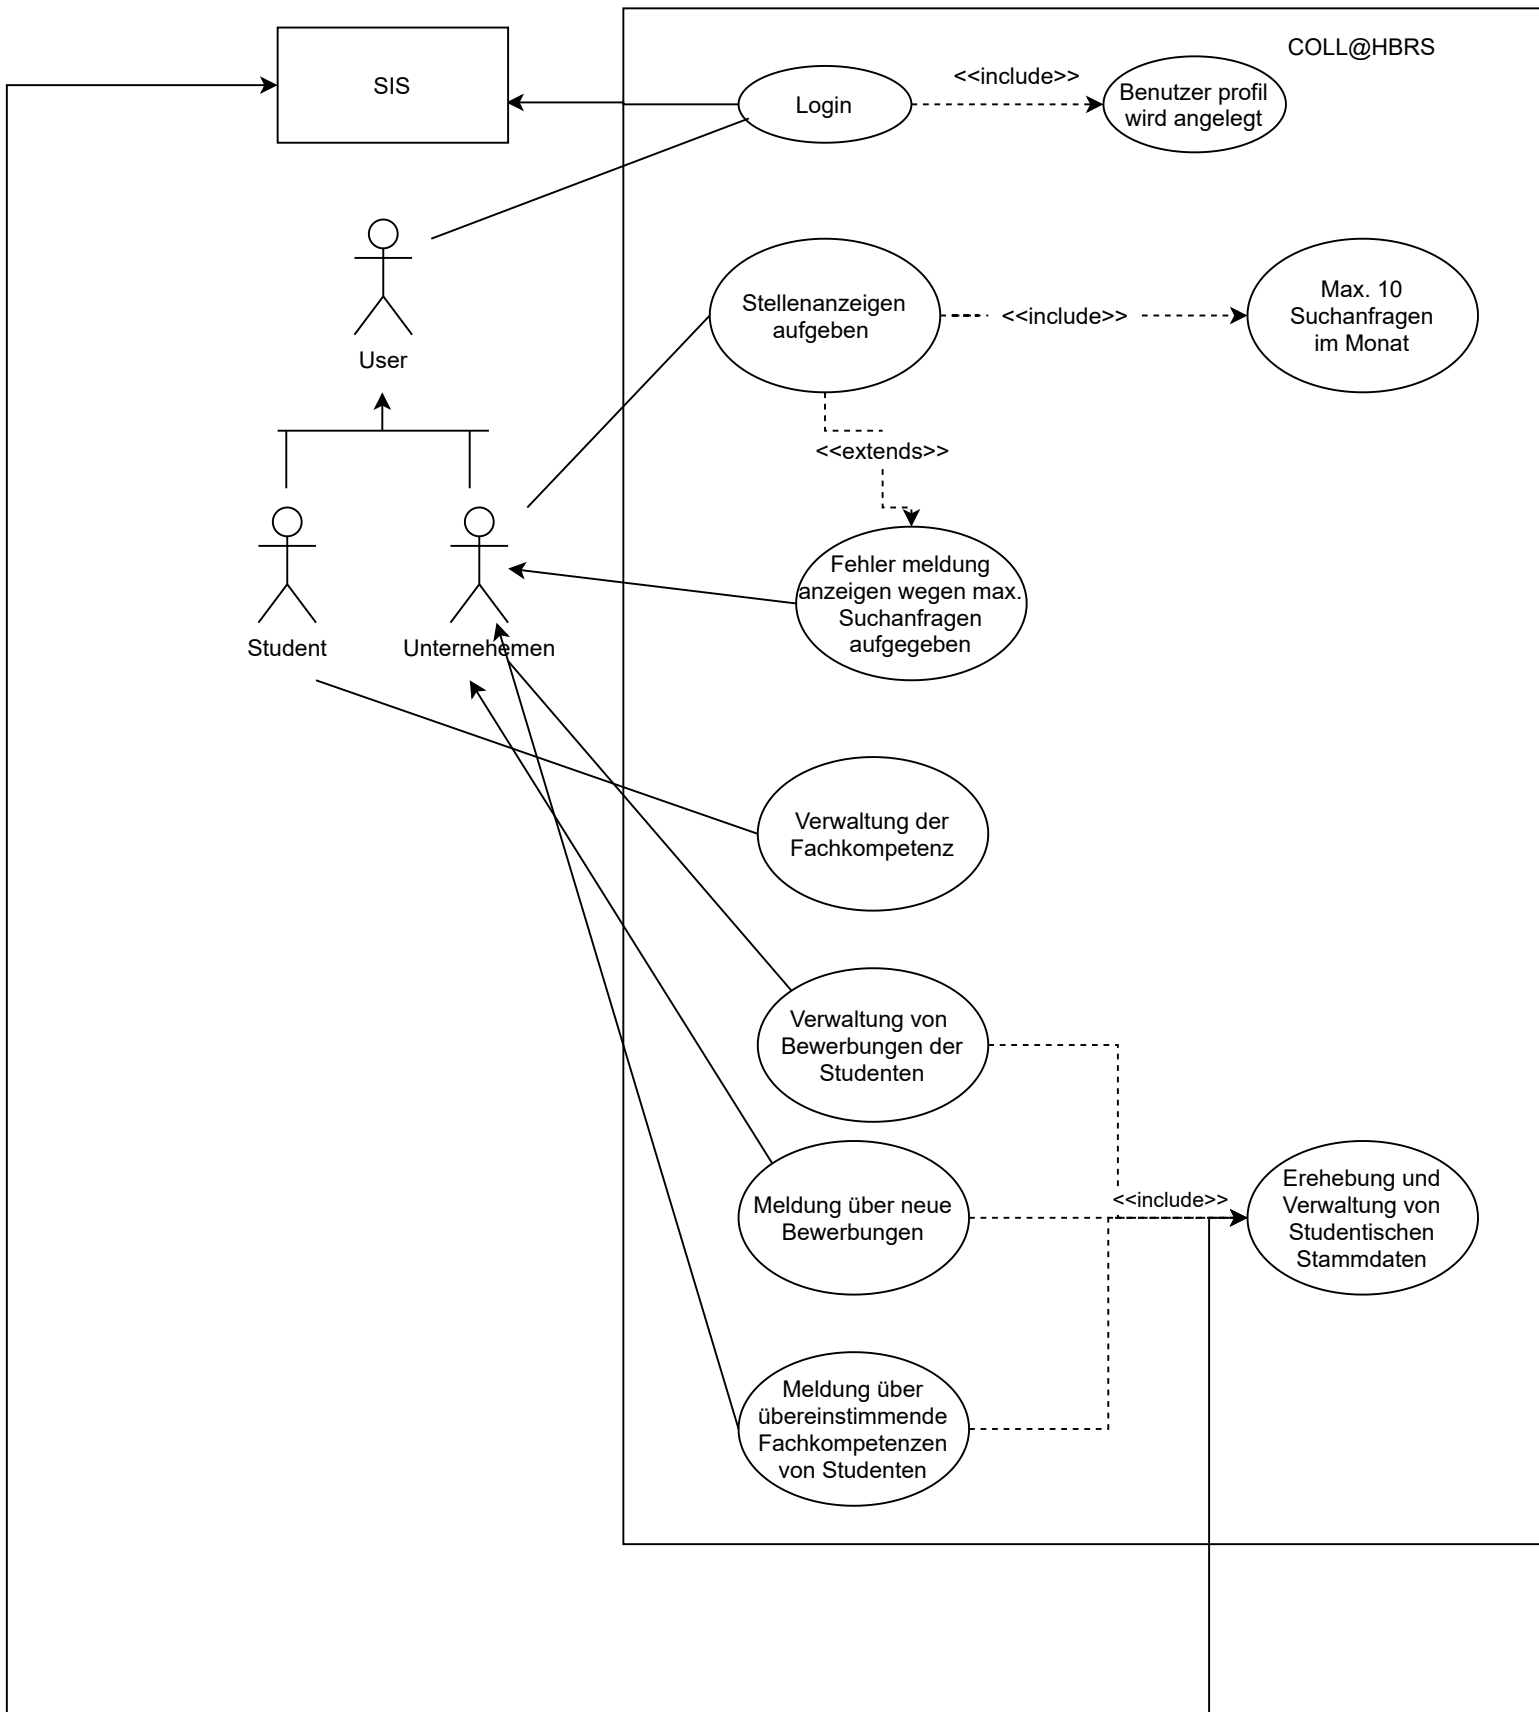 COLL@HBRS
SIS
Login
<<include>>
Benutzer profil
wird angelegt
User
Stellenanzeigen
aufgeben
<<include>>
Max. 10
Suchanfragen
im Monat
<<extends>>
Student
Unternehemen
Fehler meldung
anzeigen wegen max.
Suchanfragen
aufgegeben
Verwaltung der
Fachkompetenz
Verwaltung von
Bewerbungen der
Studenten
Meldung über neue
Bewerbungen
<<include>>
Erehebung und
Verwaltung von
Studentischen
Stammdaten
Meldung über
übereinstimmende
Fachkompetenzen
von Studenten